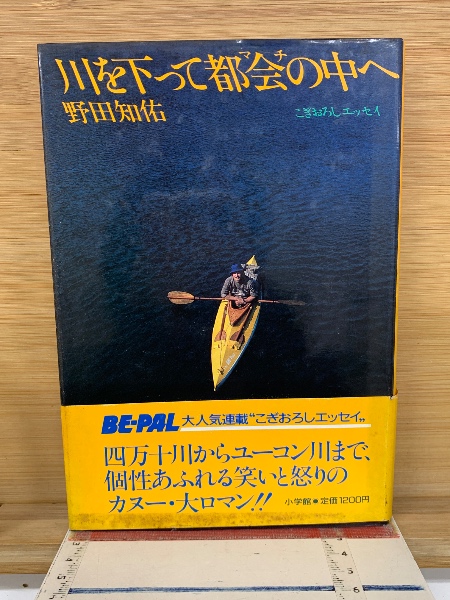 川を下って都会の中へ
マチ
野田知佑
こぎおろしエッセイ
BE-PAL 大人気連載“こぎおろしエッセイ„
四万十川からユーコン川まで、
個性あふれる笑いと怒りの
カヌー・大ロマン!!
小学館●定価1200円